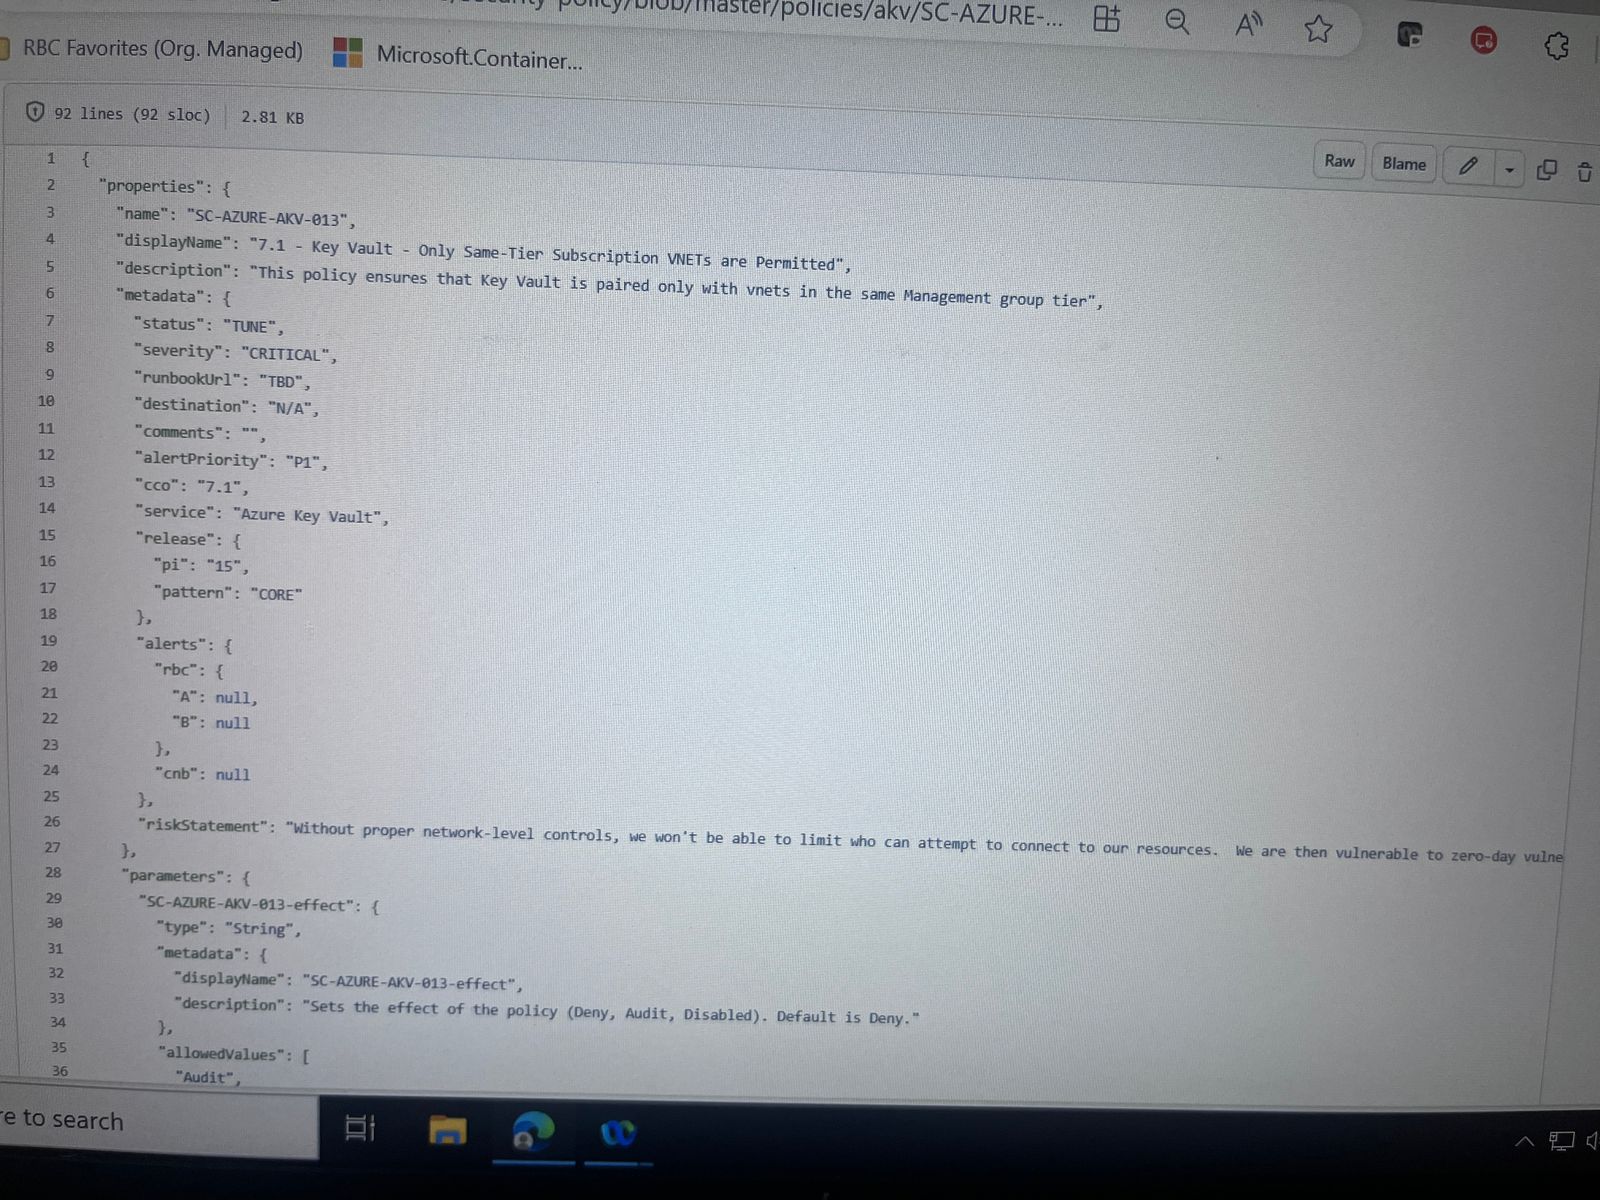 policy/blob/master/policies/akv/SC-AZURE-...
RBC Favorites (Org. Managed) Microsoft.Container...
92 lines (92 sloc) 2.81 KB
Raw Blame
1 {
2 "properties": {
3 "name": "SC-AZURE-AKV-013",
4 "displayName": "7.1 - Key Vault - Only Same-Tier Subscription VNETs are Permitted",
5 "description": "This policy ensures that Key Vault is paired only with vnets in the same Management group tier",
6 "metadata": {
7 "status": "TUNE",
8 "severity": "CRITICAL",
9 "runbookUrl": "TBD",
10 "destination": "N/A",
11 "comments": "",
12 "alertPriority": "P1",
13 "cco": "7.1",
14 "service": "Azure Key Vault",
15 "release": {
16 "pi": "15",
17 "pattern": "CORE"
18 },
19 "alerts": {
20 "rbc": {
21 "A": null,
22 "B": null
23 },
24 "cnb": null
25 },
26 "riskStatement": "Without proper network-level controls, we won't be able to limit who can attempt to connect to our resources. We are then vulnerable to zero-day vulne
27 },
28 "parameters": {
29 "SC-AZURE-AKV-013-effect": {
30 "type": "String",
31 "metadata": {
32 "displayName": "SC-AZURE-AKV-013-effect",
33 "description": "Sets the effect of the policy (Deny, Audit, Disabled). Default is Deny."
34 },
35 "allowedValues": [
36 "Audit",
re to search